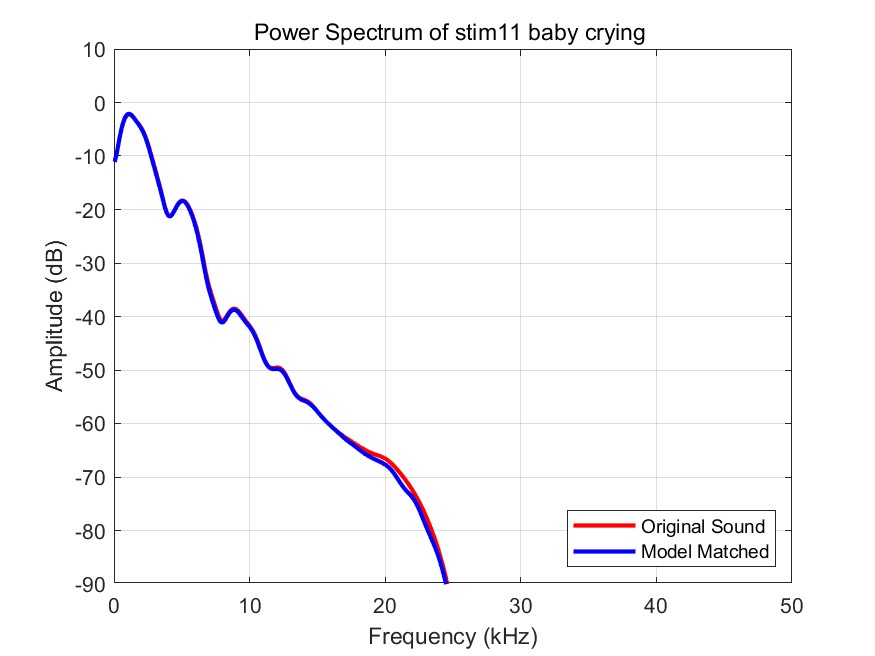 Power Spectrum of stim11 baby crying
10
0
-10
-20
-30
-40
-50
-60
-70
-80
-90
Amplitude (dB)
Original Sound
Model Matched
0 10 20 30 40 50
Frequency (kHz)